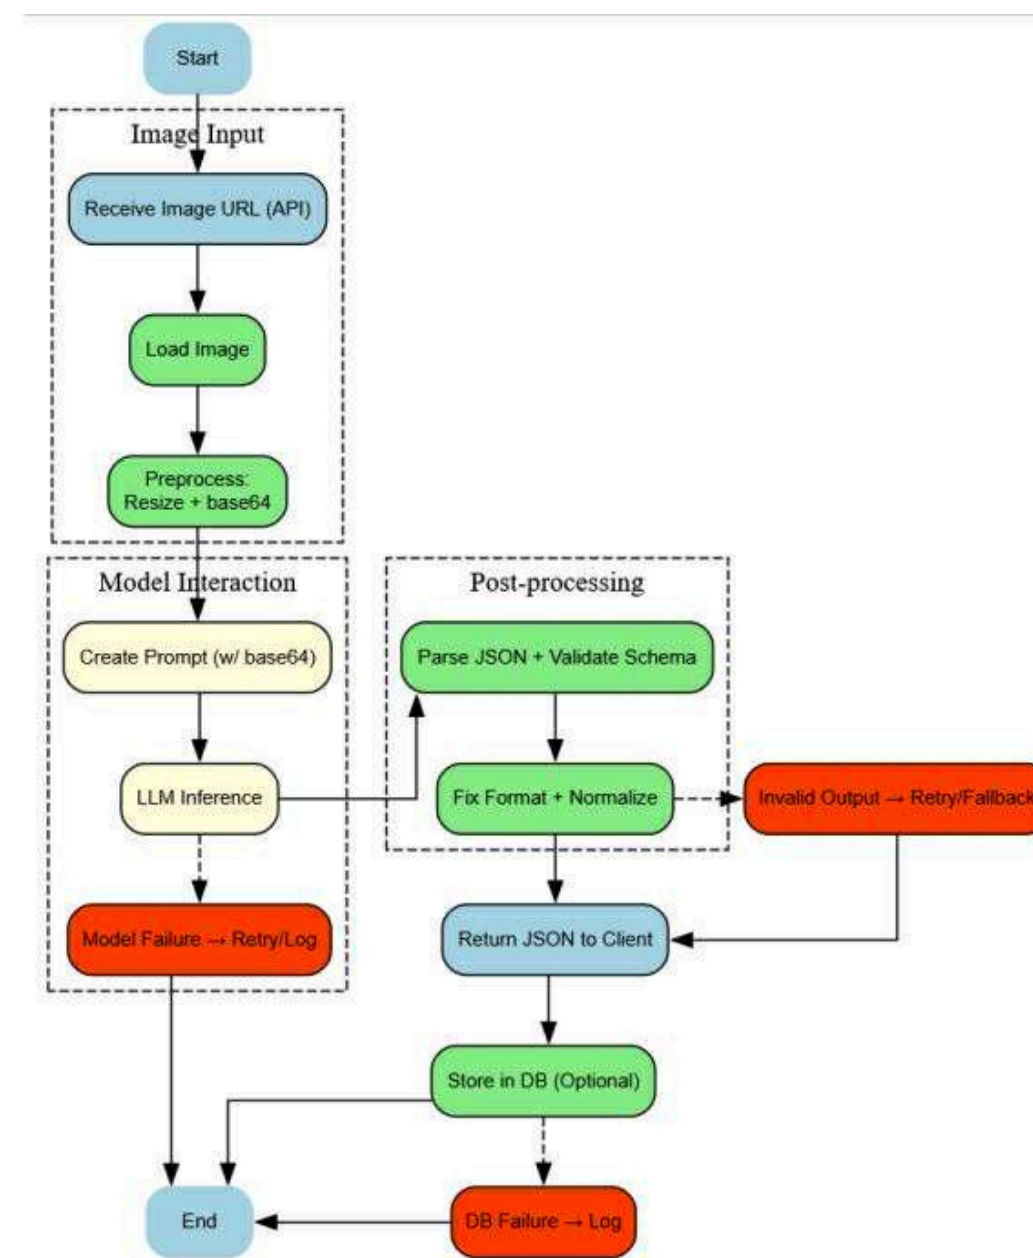 Start
Image Input
Receive Image URL (API)
Load Image
Preprocess:
Resize + base64
Model Interaction
Post-processing
Create Prompt (w/ base64)
Parse JSON + Validate Schema
LLM Inference
Fix Format + Normalize
Invalid Output → Retry/Fallback
Model Failure → Retry/Log
Return JSON to Client
Store in DB (Optional)
End
DB Failure → Log